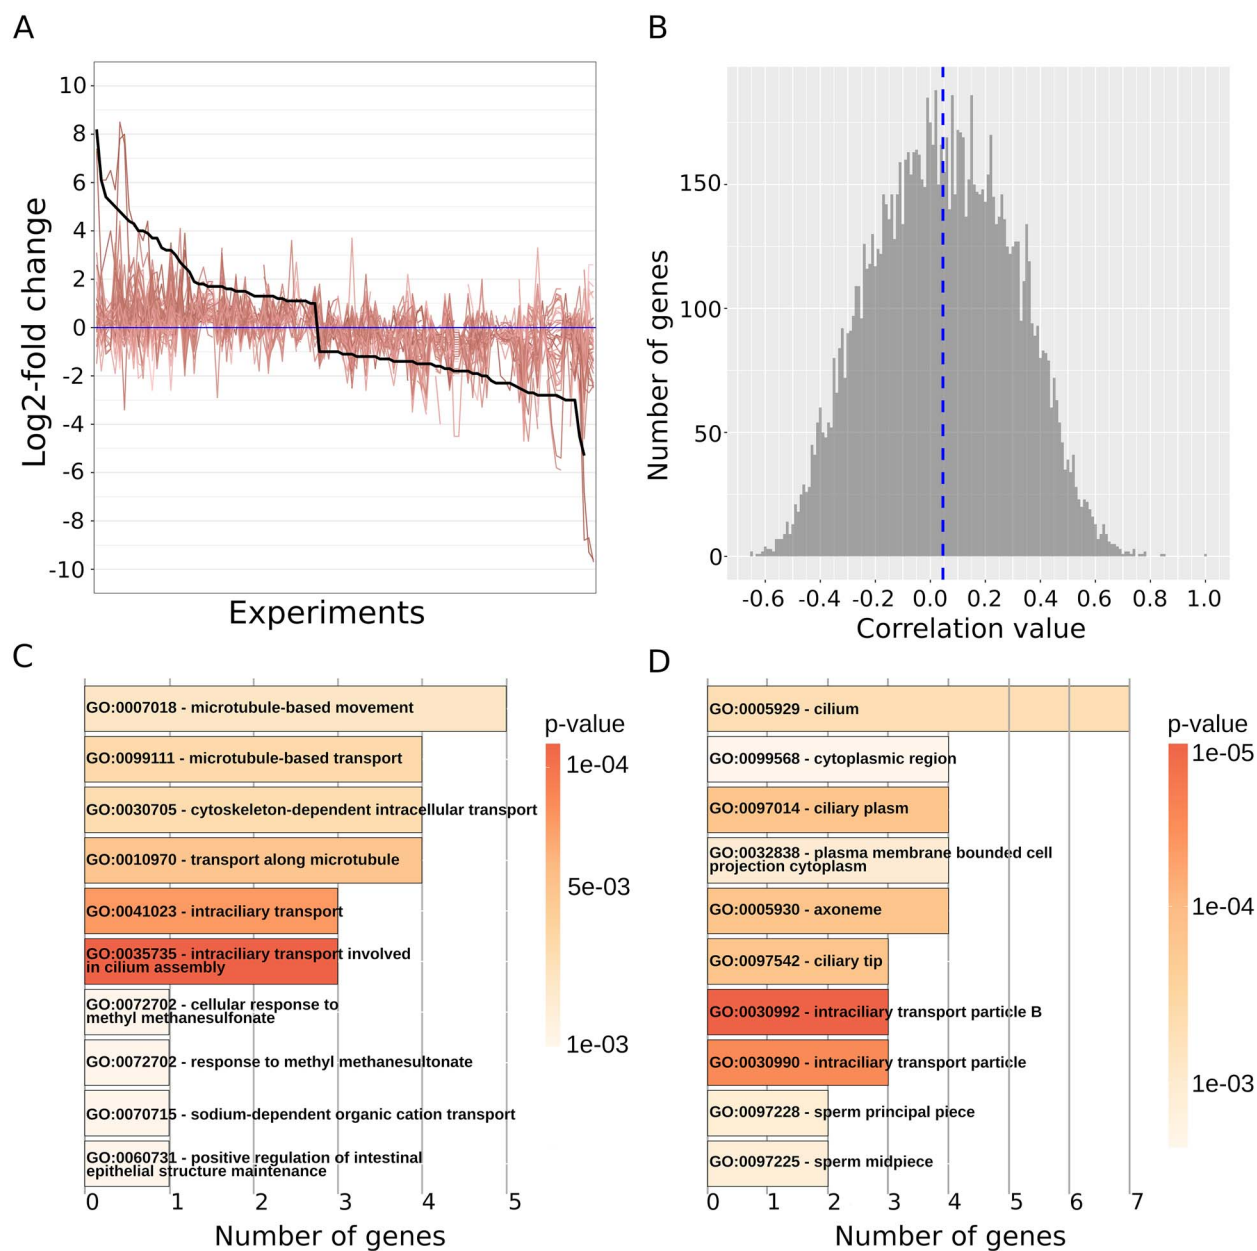 A
10
8
6
4
2
0
-2
-4
-6
-8
-10
Log2-fold change
Experiments
B
150
100
50
0
Number of genes
-0.6 -0.4 -0.2 0.0 0.2 0.4 0.6 0.8 1.0
Correlation value
C
GO:0007018 - microtubule-based movement
GO:0099111 - microtubule-based transport
GO:0030705 - cytoskeleton-dependent intracellular transport
GO:0010970 - transport along microtubule
GO:0041023 - intraciliary transport
GO:0035735 - intraciliary transport involved
in cilium assembly
GO:0072702 - cellular response to
methyl methanesulfonate
GO:0072702 - response to methyl methanesultonate
GO:0070715 - sodium-dependent organic cation transport
GO:0060731 - positive regulation of intestinal
epithelial structure maintenance
0 1 2 3 4 5
Number of genes
p-value
1e-04
5e-03
1e-03
D
GO:0005929 - cilium
GO:0099568 - cytoplasmic region
GO:0097014 - ciliary plasm
GO:0032838 - plasma membrane bounded cell
projection cytoplasm
GO:0005930 - axoneme
GO:0097542 - ciliary tip
GO:0030992 - intraciliary transport particle B
GO:0030990 - intraciliary transport particle
GO:0097228 - sperm principal piece
GO:0097225 - sperm midpiece
0 1 2 3 4 5 6 7
Number of genes
p-value
1e-05
1e-04
1e-03